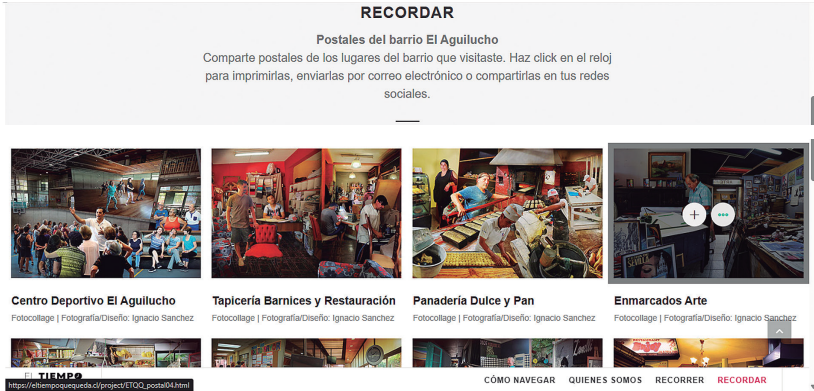 RECORDAR
Postales del barrio El Aguilucho
Comparte postales de los lugares del barrio que visitaste. Haz click en el reloj
para imprimirlas, enviarlas por correo electrónico o compartirlas en tus redes
sociales.
Centro Deportivo El Aguilucho
Fotocollage | Fotografía/Diseño: Ignacio Sanchez
Tapicería Barnices y Restauración
Fotocollage | Fotografía/Diseño: Ignacio Sanchez
Panadería Dulce y Pan
Fotocollage | Fotografía/Diseño: Ignacio Sanchez
Enmarcados Arte
Fotocollage | Fotografía/Diseño: Ignacio Sanchez
EL TIEMPO
https://eltiempoquequeda.cl/project/ETQQ_postal04.html
CÓMO NAVEGAR QUIENES SOMOS RECORRER RECORDAR